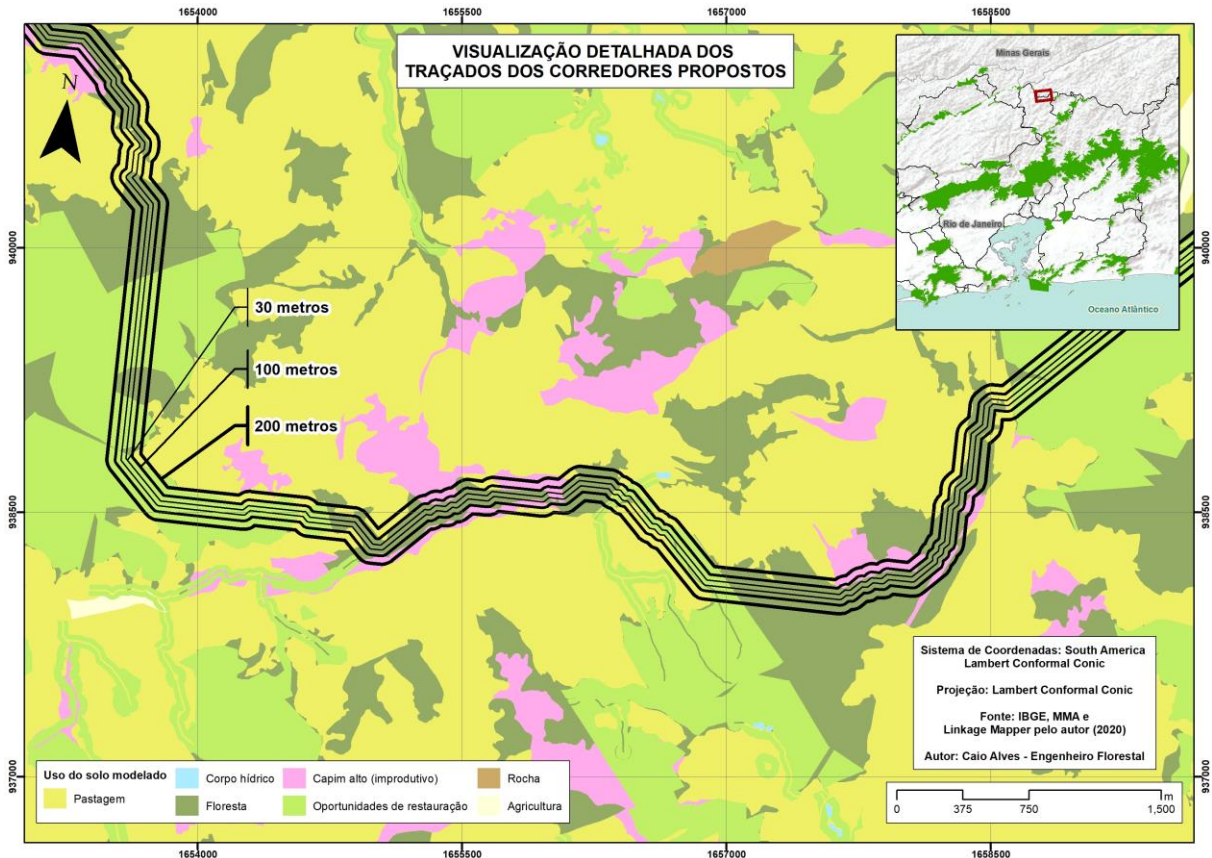 1654000
1655500
1657000
1658500
VISUALIZAÇÃO DETALHADA DOS
TRAÇADOS DOS CORREDORES PROPOSTOS
N
Minas Gerais
Rio de Janeiro
Oceano Atlântico
940000
940000
30 metros
100 metros
200 metros
938500
938500
Sistema de Coordenadas: South America
Lambert Conformal Conic
Projeção: Lambert Conformal Conic
Fonte: IBGE, MMA e
Linkage Mapper pelo autor (2020)
Autor: Caio Alves - Engenheiro Florestal
937000
937000
Uso do solo modelado
Pastagem
Corpo hídrico
Floresta
Capim alto (improdutivo)
Oportunidades de restauração
Rocha
Agricultura
m
0 375 750 1,500
1654000
1655500
1657000
1658500